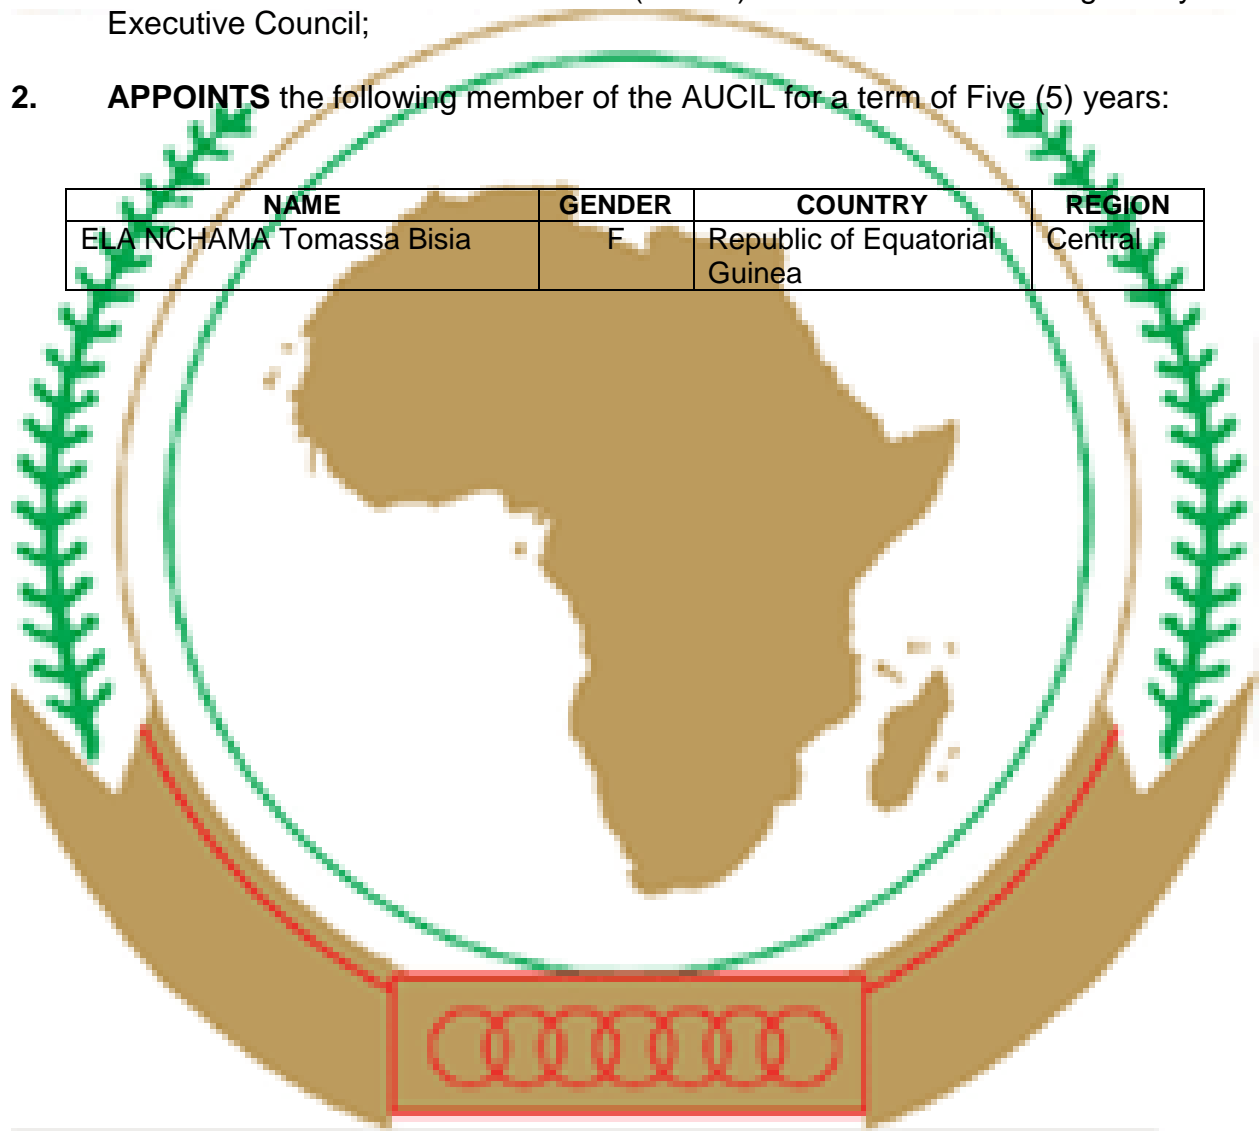 Executive Council;
2. APPOINTS the following member of the AUCIL for a term of Five (5) years:
NAME GENDER COUNTRY REGION
ELA NCHAMA Tomassa Bisia F Republic of Equatorial Central
Guinea